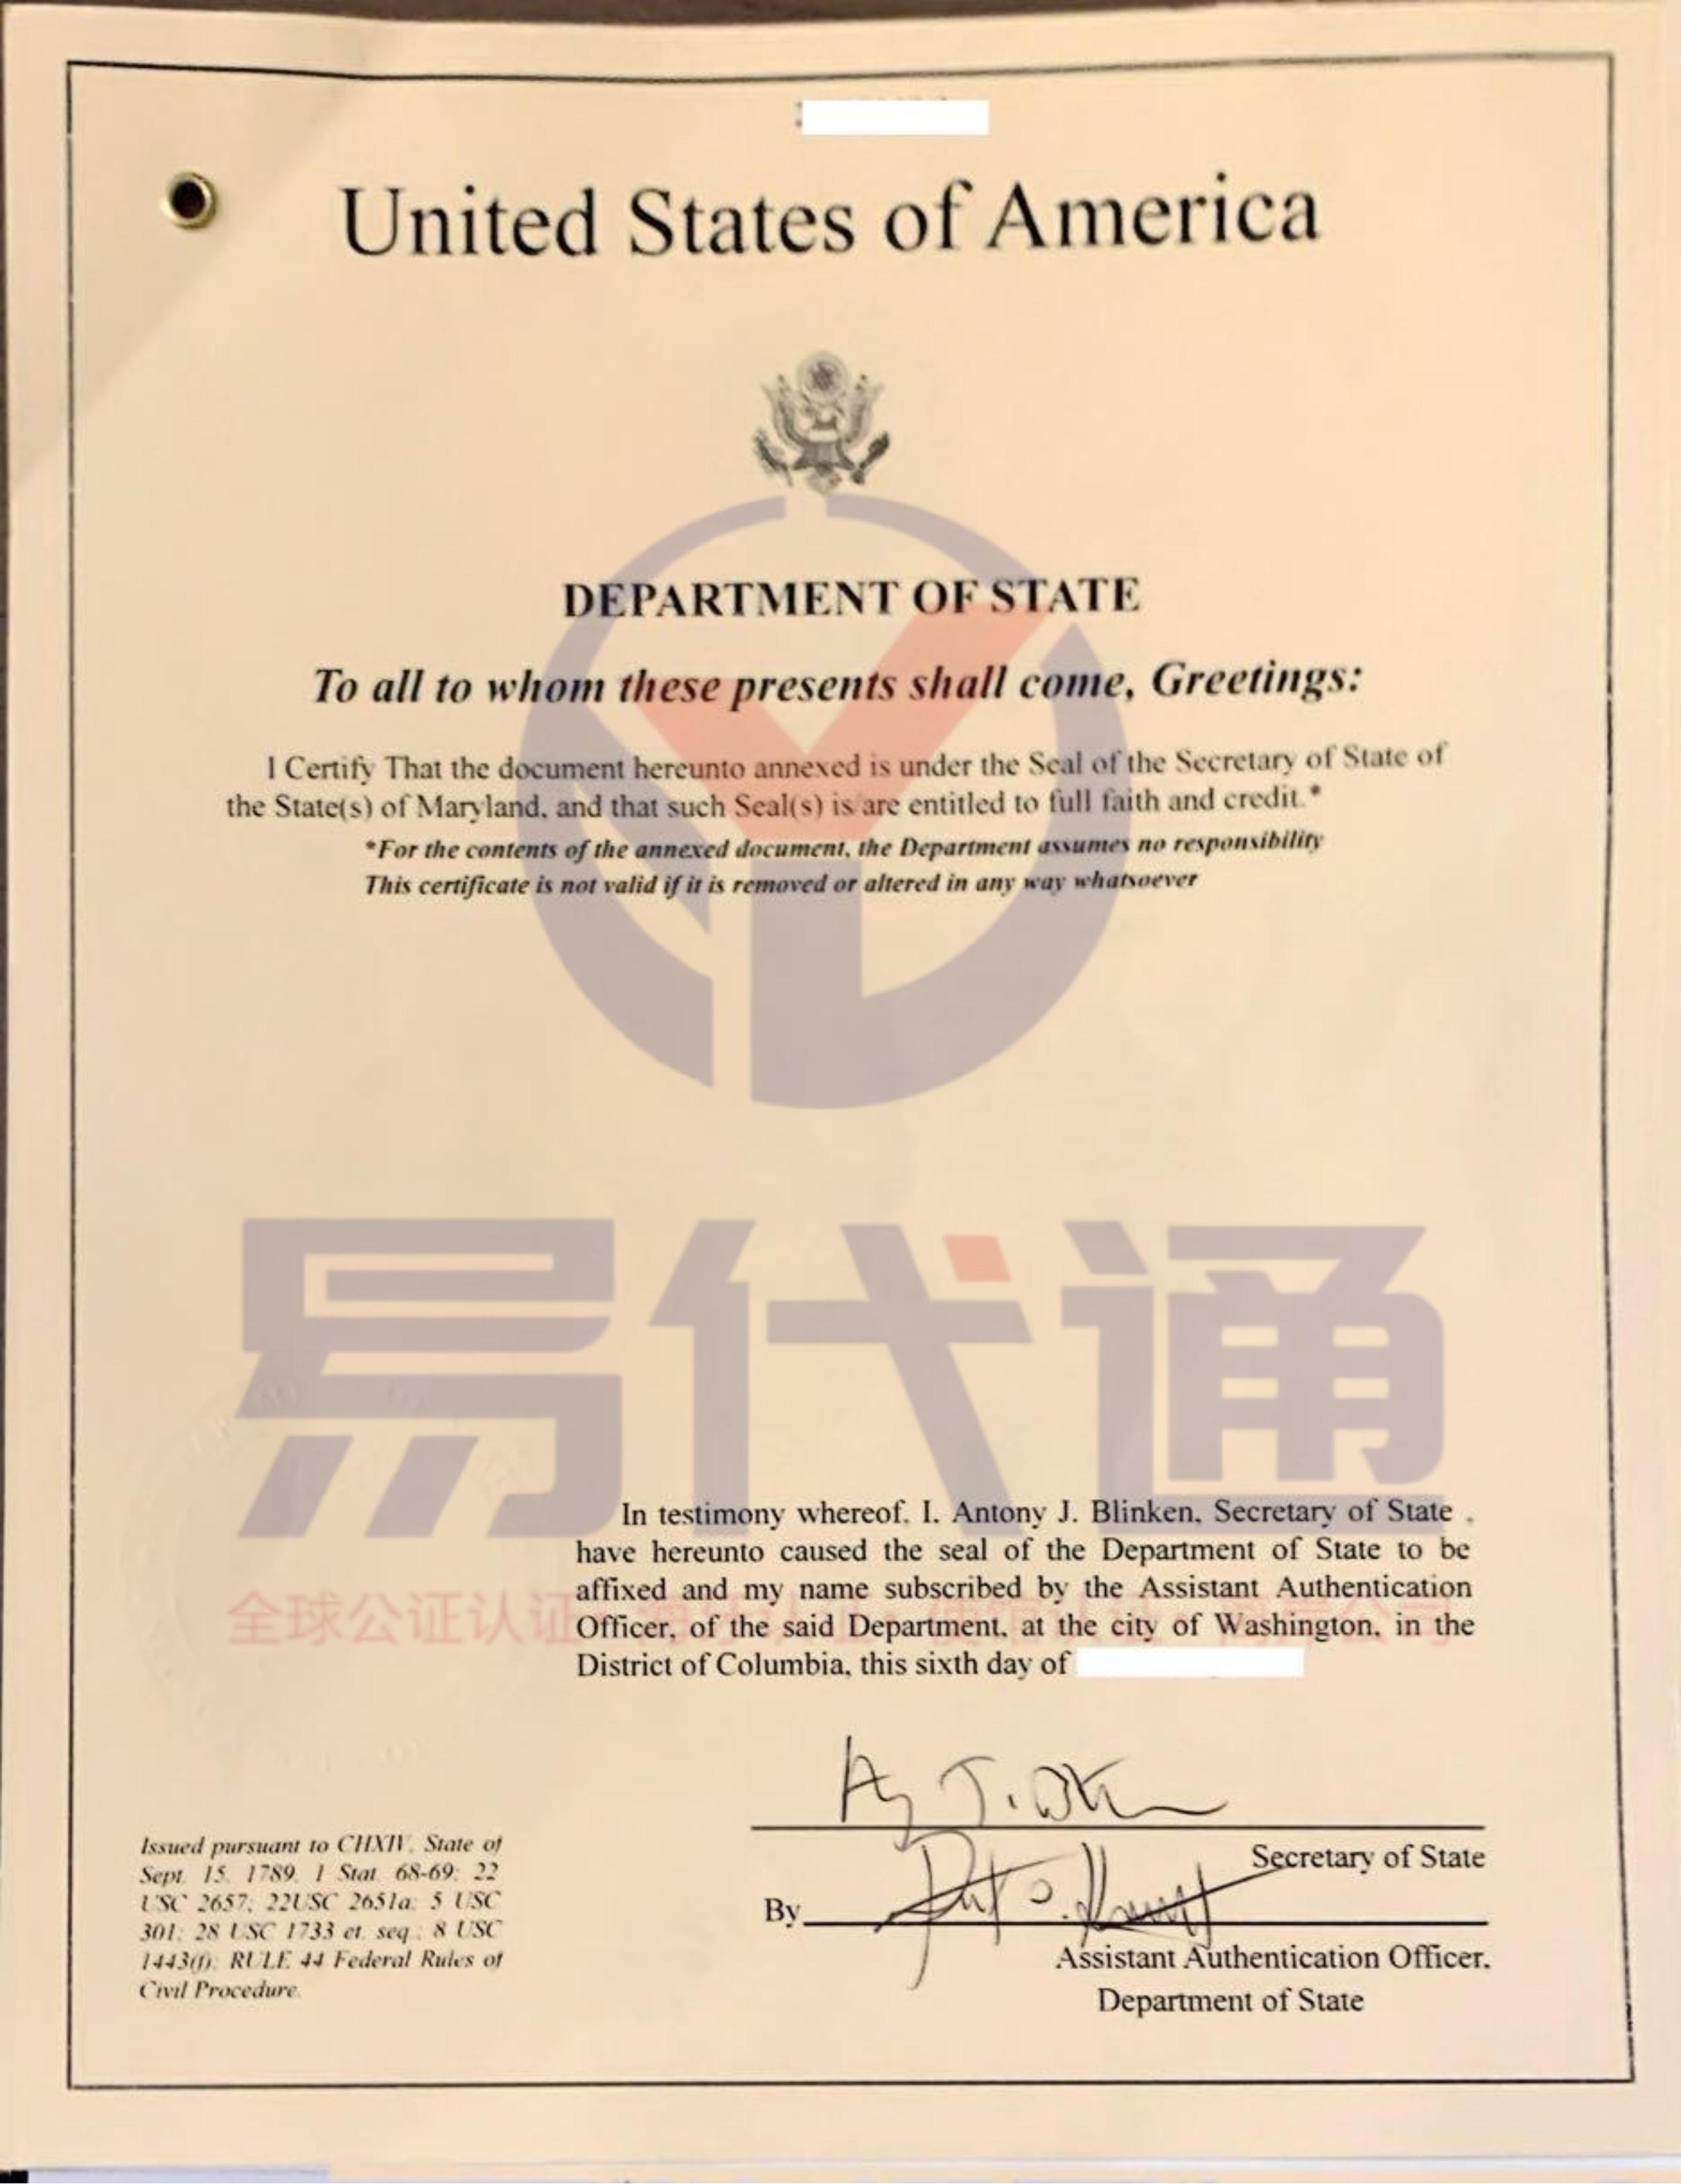 United States of America
DEPARTMENT OF STATE
To all to whom these presents shall come, Greetings:
I Certify That the document hereunto annexed is under the Seal of the Secretary of State of
the State(s) of Maryland, and that such Seal(s) is/are entitled to full faith and credit.*
*For the contents of the annexed document, the Department assumes no responsibility
This certificate is not valid if it is removed or altered in any way whatsoever
易代通
In testimony whereof, I, Antony J. Blinken, Secretary of State ,
have hereunto caused the seal of the Department of State to be
affixed and my name subscribed by the Assistant Authentication
Officer, of the said Department, at the city of Washington, in the
District of Columbia, this sixth day of
全球公证认证
Secretary of State
By
Assistant Authentication Officer,
Department of State
Issued pursuant to CHXIV, State of
Sept. 15, 1789, 1 Stat. 68-69; 22
USC 2657; 22USC 2651a; 5 USC
301; 28 USC 1733 et. seq.; 8 USC
1443(f); RULE 44 Federal Rules of
Civil Procedure.